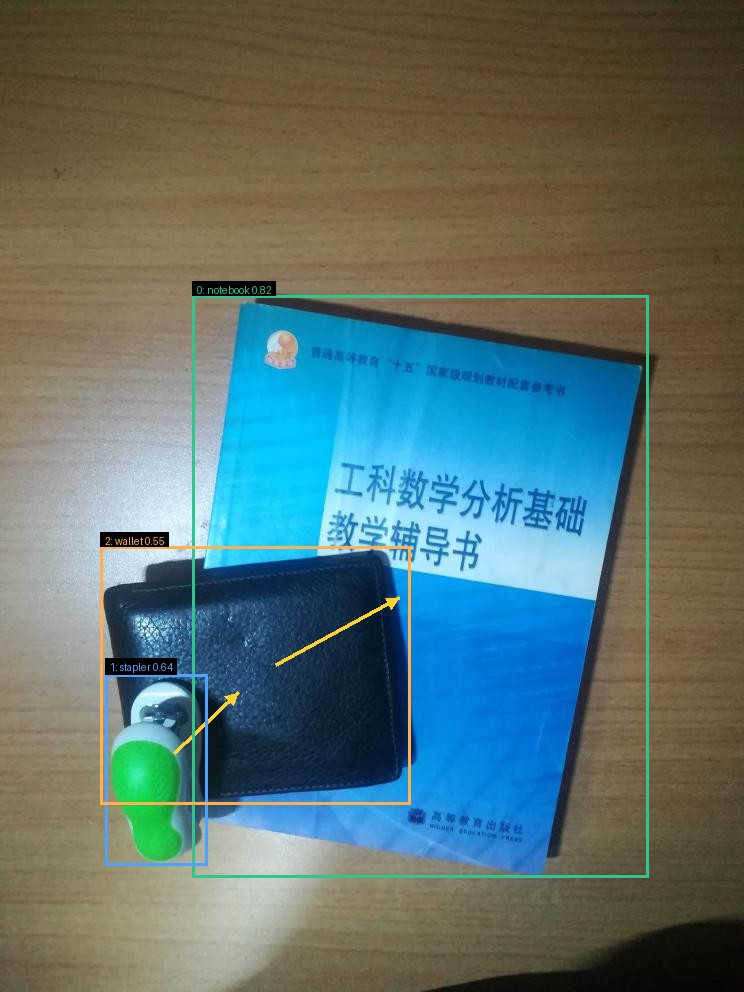 0: notebook 0.82
普通高等教育“十五”国家级规划教材配套参考书
工科数学分析基础
教学辅导书
2: wallet 0.55
1: stapler 0.64
高等教育出版社
HIGHER EDUCATION PRESS